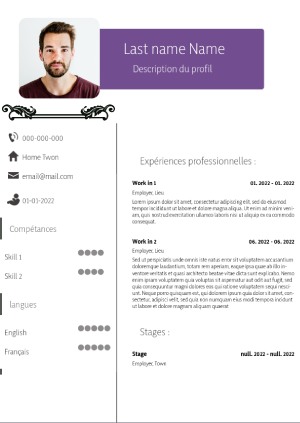 Last name Name
Description du profil
000-000-000
Home Twon
email@mail.com
01-01-2022
Compétances
Skill 1
Skill 2
langues
English
Français
Expériences professionnelles :
Work in 1 01. 2022 - 01. 2022
Employer, Lieu
Lorem ipsum dolor sit amet, consectetur adipiscing elit, sed do eiusmod
tempor incididunt ut labore et dolore magna aliqua. Ut enim ad minim veni-
am, quis nostrud exercitation ullamco laboris nisi ut aliquip ex ea commodo
consequat.
Work in 2 06. 2022 - 06. 2022
Employer, Lieu
Sed ut perspiciatis unde omnis iste natus error sit voluptatem accusantium
doloremque laudantium, totam rem aperiam, eaque ipsa quae ab illo in-
ventore veritatis et quasi architecto beatae vitae dicta sunt explicabo.
Nemo enim ipsam voluptatem quia voluptas sit aspernatur aut odit aut fugit, sed
quia consequuntur magni dolores eos qui ratione voluptatem sequi nesci-
unt. Neque porro quisquam est, qui dolorem ipsum quia dolor sit amet, con-
sectetur, adipisci velit, sed quia non numquam eius modi tempora incidunt
ut labore et dolore magnam aliquam quaerat
Stages :
Stage null. 2022 - null. 2022
Employer, Town